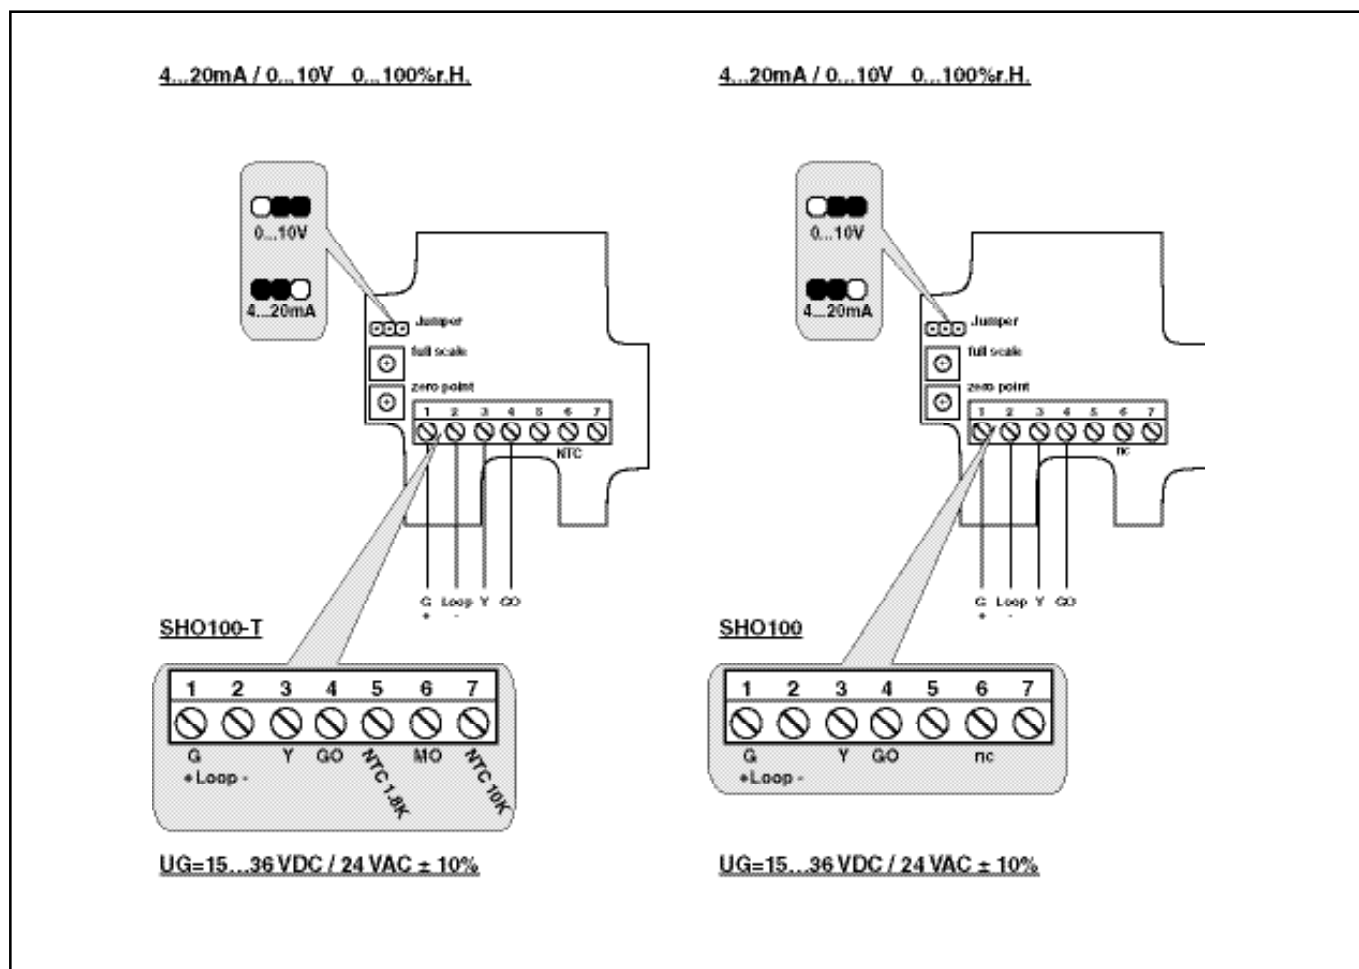 4...20mA / 0...10V 0...100%r.H.
0...10V
4...20mA
Jumper
full scale
zero point
1 2 3 4 5 6 7
NTC
G Loop Y GO
+ -
SHO100-T
1 2 3 4 5 6 7
G Y GO NTC 1.8K MO NTC 10K
+ Loop -
UG=15...36 VDC / 24 VAC ± 10%
4...20mA / 0...10V 0...100%r.H.
0...10V
4...20mA
Jumper
full scale
zero point
1 2 3 4 5 6 7
nc
G Loop Y GO
+ -
SHO100
1 2 3 4 5 6 7
G Y GO nc
+ Loop -
UG=15...36 VDC / 24 VAC ± 10%